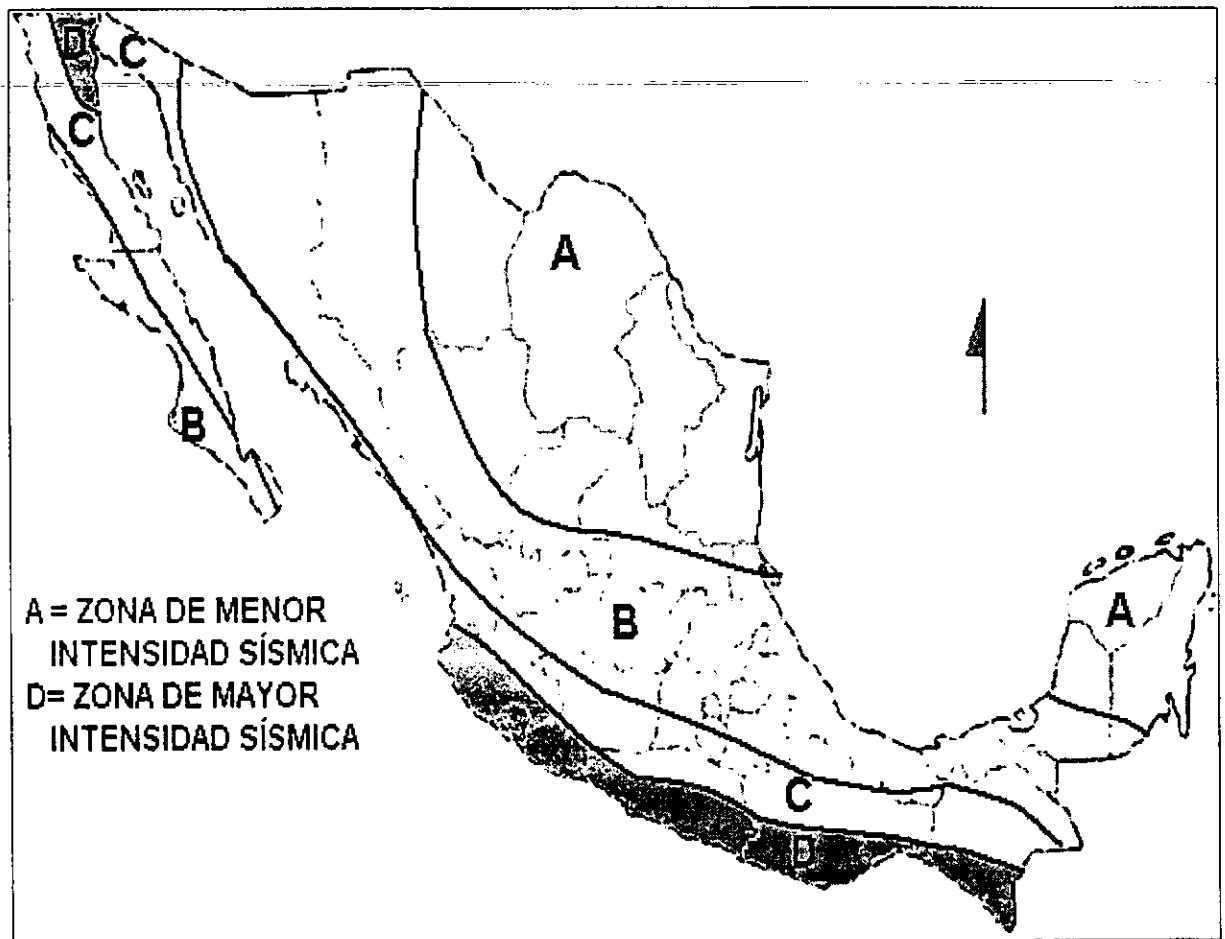 D
C
C
A
B
A
B
A = ZONA DE MENOR
INTENSIDAD SÍSMICA
D= ZONA DE MAYOR
INTENSIDAD SÍSMICA
C
D